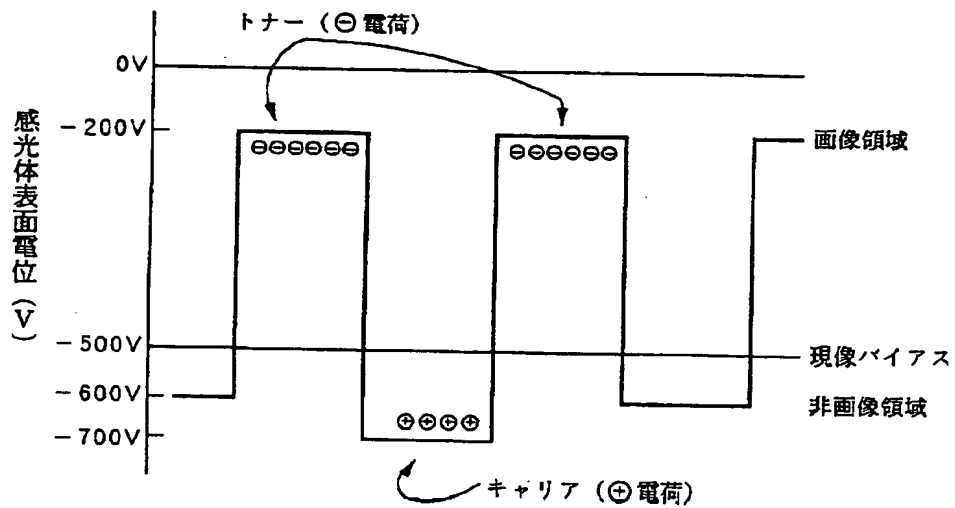 トナー (⊖電荷)
0V
-200V
画像領域
⊖⊖⊖⊖⊖⊖
⊖⊖⊖⊖⊖⊖
感光体表面電位(V)
-500V
現像バイアス
-600V
非画像領域
-700V
⊕⊕⊕⊕
キャリア (⊕電荷)